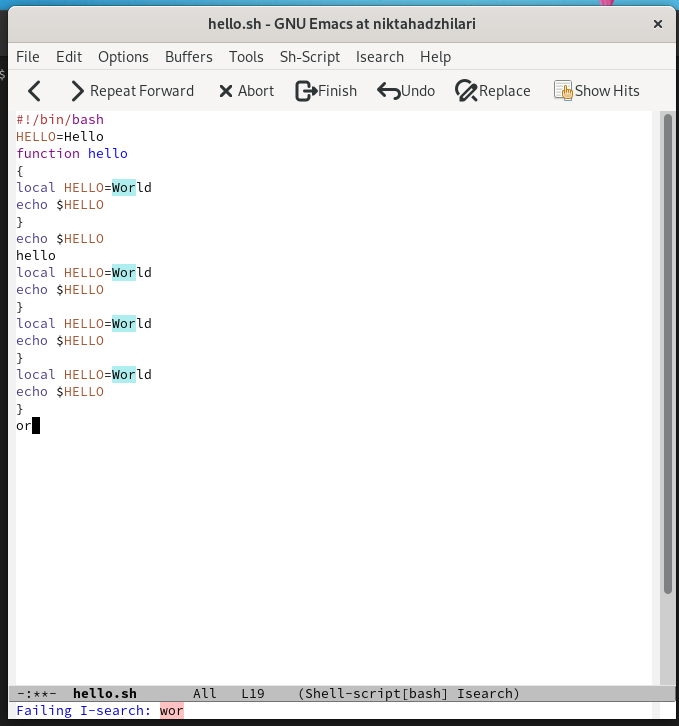 hello.sh - GNU Emacs at niktahadzhilari
File Edit Options Buffers Tools Sh-Script Isearch Help
Repeat Forward Abort Finish Undo Replace Show Hits
$
#!/bin/bash
HELLO=Hello
function hello
{
local HELLO=World
echo $HELLO
}
echo $HELLO
hello
local HELLO=World
echo $HELLO
}
local HELLO=World
echo $HELLO
}
local HELLO=World
echo $HELLO
}
or
-:**- hello.sh All L19 (Shell-script[bash] Isearch)
Failing I-search: wor